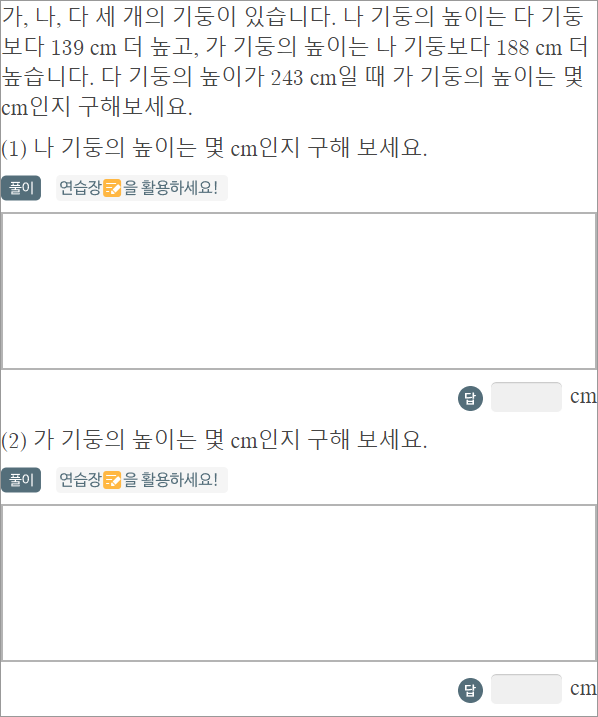 가, 나, 다 세 개의 기둥이 있습니다. 나 기둥의 높이는 다 기둥
보다 139 cm 더 높고, 가 기둥의 높이는 나 기둥보다 188 cm 더
높습니다. 다 기둥의 높이가 243 cm일 때 가 기둥의 높이는 몇
cm인지 구해보세요.
(1) 나 기둥의 높이는 몇 cm인지 구해 보세요.
풀이 연습장을 활용하세요!
답 cm
(2) 가 기둥의 높이는 몇 cm인지 구해 보세요.
풀이 연습장을 활용하세요!
답 cm